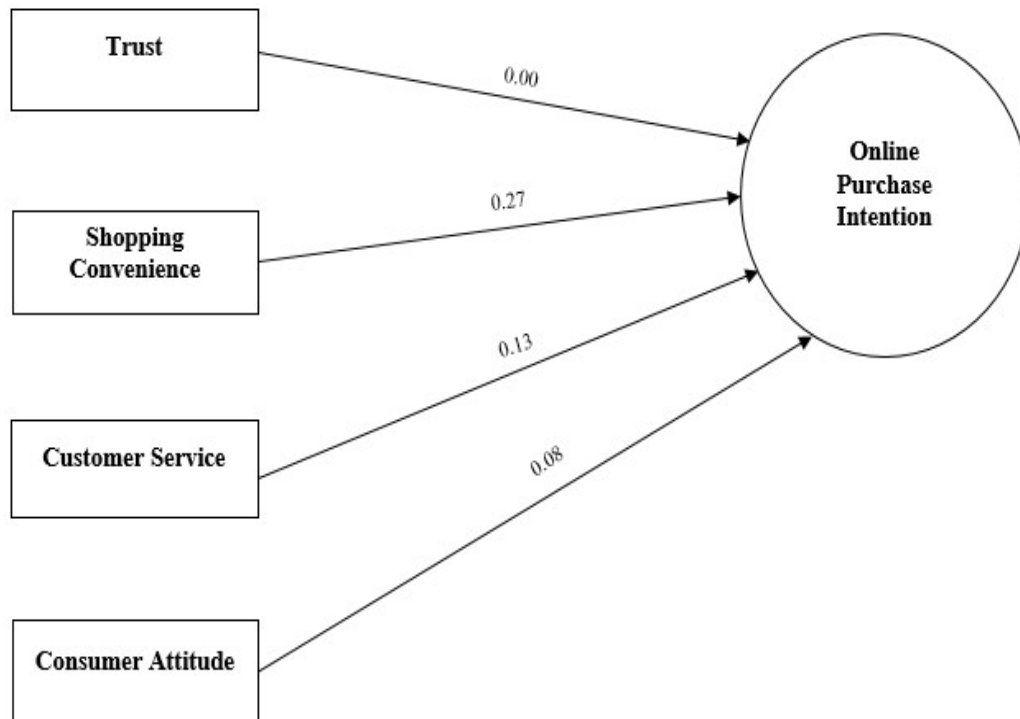 Trust
0.00
Online
Purchase
Intention
Shopping
Convenience
0.27
Customer Service
0.13
Consumer Attitude
0.08